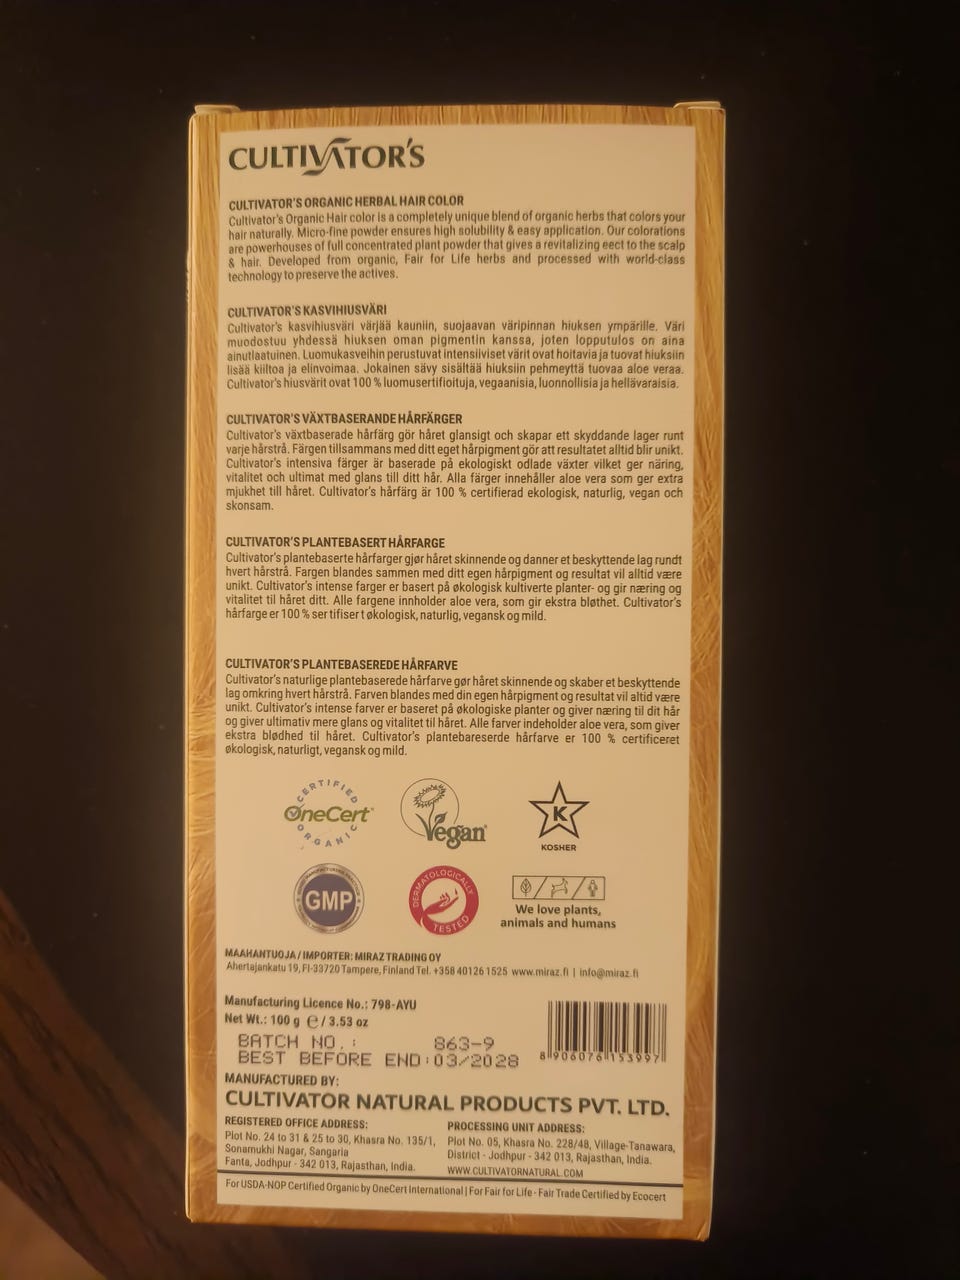 CULTIVATOR'S
CULTIVATOR'S ORGANIC HERBAL HAIR COLOR
Cultivator's Organic Hair color is a completely unique blend of organic herbs that colors your
hair naturally. Micro-fine powder ensures high solubility & easy application. Our colorations
are powerhouses of full concentrated plant powder that gives a revitalizing eect to the scalp
& hair. Developed from organic, Fair for Life herbs and processed with world-class
technology to preserve the actives.
CULTIVATOR'S KASVIHIUSVÄRI
Cultivator's kasvihiusväri värjää kauniin, suojaavan väripinnan hiuksen ympärille. Väri
muodostuu yhdessä hiuksen oman pigmentin kanssa, joten lopputulos on aina
ainutlaatuinen. Luomukasveihin perustuvat intensiiviset värit ovat hoitavia ja tuovat hiuksiin
lisää kiiltoa ja elinvoimaa. Jokainen sävy sisältää hiuksiin pehmeyttä tuovaa aloe veraa.
Cultivator's hiusvärit ovat 100 % luomusertifioituja, vegaanisia, luonnollisia ja hellävaraisia.
CULTIVATOR'S VÄXTBASERANDE HÅRFÄRGER
Cultivator's växtbaserade hårfärg gör håret glansigt och skapar ett skyddande lager runt
varje hårstrå. Färgen tillsammans med ditt eget hårpigment gör att resultatet alltid blir unikt.
Cultivator's intensiva färger är baserade på ekologiskt odlade växter vilket ger näring,
vitalitet och ultimat med glans till ditt hår. Alla färger innehåller aloe vera som ger extra
mjukhet till håret. Cultivator's hårfärg är 100 % certifierad ekologisk, naturlig, vegan och
skonsam.
CULTIVATOR'S PLANTEBASERT HÅRFARGE
Cultivator's plantebaserte hårfarger gjør håret skinnende og danner et beskyttende lag rundt
hvert hårstrå. Fargen blandes sammen med ditt egen hårpigment og resultat vil alltid være
unikt. Cultivator's intense farger er basert på økologisk kultiverte planter- og gir næring og
vitalitet til håret ditt. Alle fargene innholder aloe vera, som gir ekstra bløthet. Cultivator's
hårfarge er 100 % ser tifiser t økologisk, naturlig, vegansk og mild.
CULTIVATOR'S PLANTEBASEREDE HÅRFARVE
Cultivator's naturlige plantebaserede hårfarve gør håret skinnende og skaber et beskyttende
lag omkring hvert hårstrå. Farven blandes med din egen hårpigment og resultat vil altid være
unikt. Cultivator's intense farver er baseret på økologiske planter og giver næring til dit hår
og giver ultimativ mere glans og vitalitet til håret. Alle farver indeholder aloe vera, som giver
ekstra blødhed til håret. Cultivator's plantebareserde hårfarve er 100 % certificeret
økologisk, naturligt, vegansk og mild.
CERTIFIED
OneCert
ORGANIC
Vegan
K
KOSHER
GMP
DERMATOLOGICALLY
TESTED
We love plants,
animals and humans
MAAHANTUOJA / IMPORTER: MIRAZ TRADING OY
Ahertajankatu 19, FI-33720 Tampere, Finland Tel. +358 40126 1525 www.miraz.fi | info@miraz.fi
Manufacturing Licence No.: 798-AYU
Net Wt.: 100 g ℮ / 3.53 oz
BATCH NO. : 863-9
BEST BEFORE END : 03/2028
8 906076 153997
MANUFACTURED BY:
CULTIVATOR NATURAL PRODUCTS PVT. LTD.
REGISTERED OFFICE ADDRESS:
Plot No. 24 to 31 & 25 to 30, Khasra No. 135/1,
Sonamukhi Nagar, Sangaria
Fanta, Jodhpur - 342 013, Rajasthan, India.
PROCESSING UNIT ADDRESS:
Plot No. 05, Khasra No. 228/48, Village-Tanawara,
District - Jodhpur - 342 013, Rajasthan, India.
WWW.CULTIVATORNATURAL.COM
For USDA-NOP Certified Organic by OneCert International | For Fair for Life - Fair Trade Certified by Ecocert